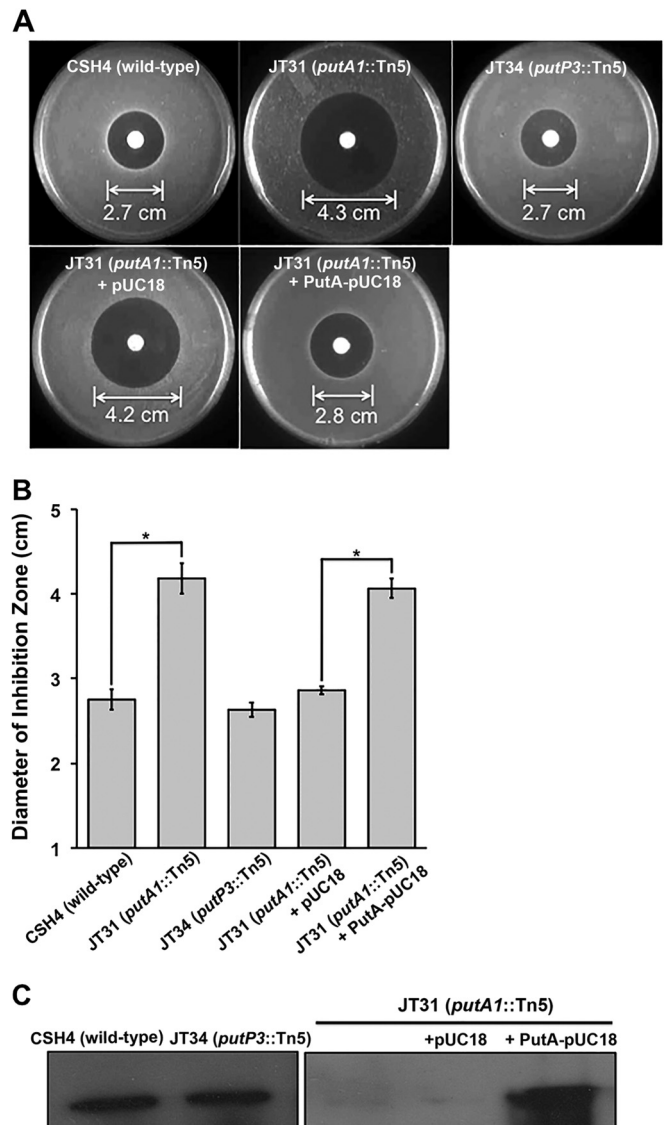 A
CSH4 (wild-type)
2.7 cm
JT31 (putA1::Tn5)
4.3 cm
JT34 (putP3::Tn5)
2.7 cm
JT31 (putA1::Tn5)
+ pUC18
4.2 cm
JT31 (putA1::Tn5)
+ PutA-pUC18
2.8 cm
B
Diameter of Inhibition Zone (cm)
5
4
3
2
1
*
*
CSH4 (wild-type)
JT31 (putA1::Tn5)
JT34 (putP3::Tn5)
JT31 (putA1::Tn5)
+ pUC18
JT31 (putA1::Tn5)
+ PutA-pUC18
C
JT31 (putA1::Tn5)
CSH4 (wild-type) JT34 (putP3::Tn5)
+pUC18 + PutA-pUC18